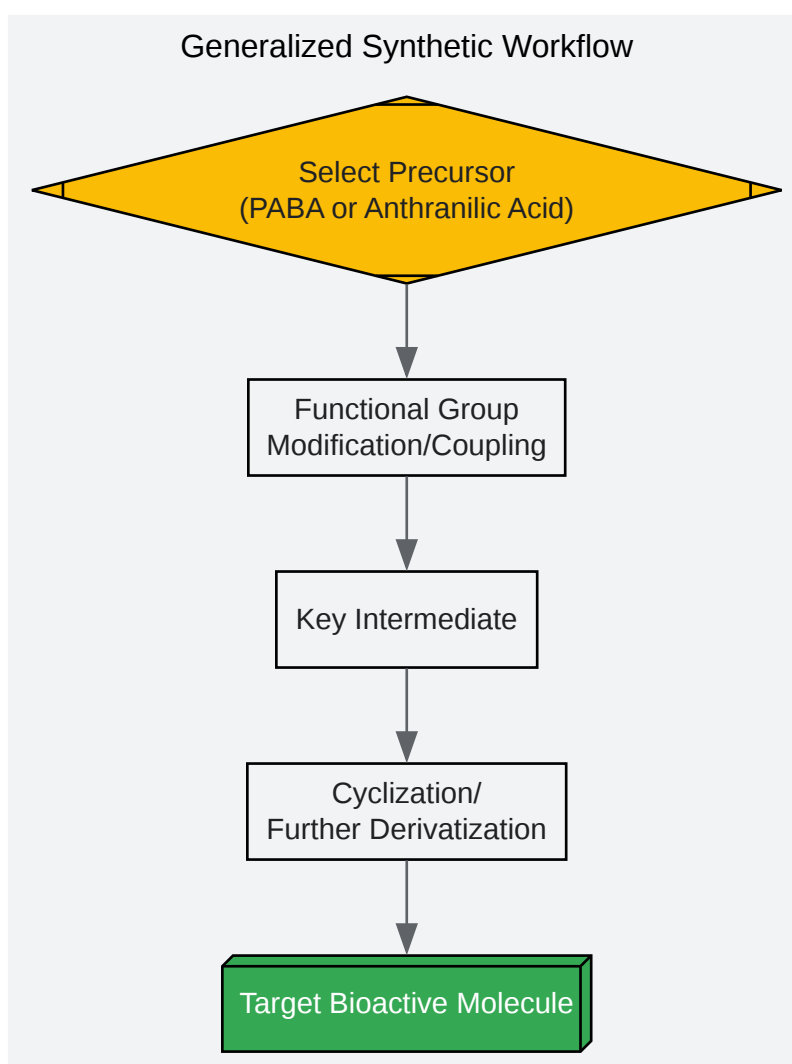 Generalized Synthetic Workflow
Select Precursor
(PABA or Anthranilic Acid)
Functional Group
Modification/Coupling
Key Intermediate
Cyclization/
Further Derivatization
Target Bioactive Molecule